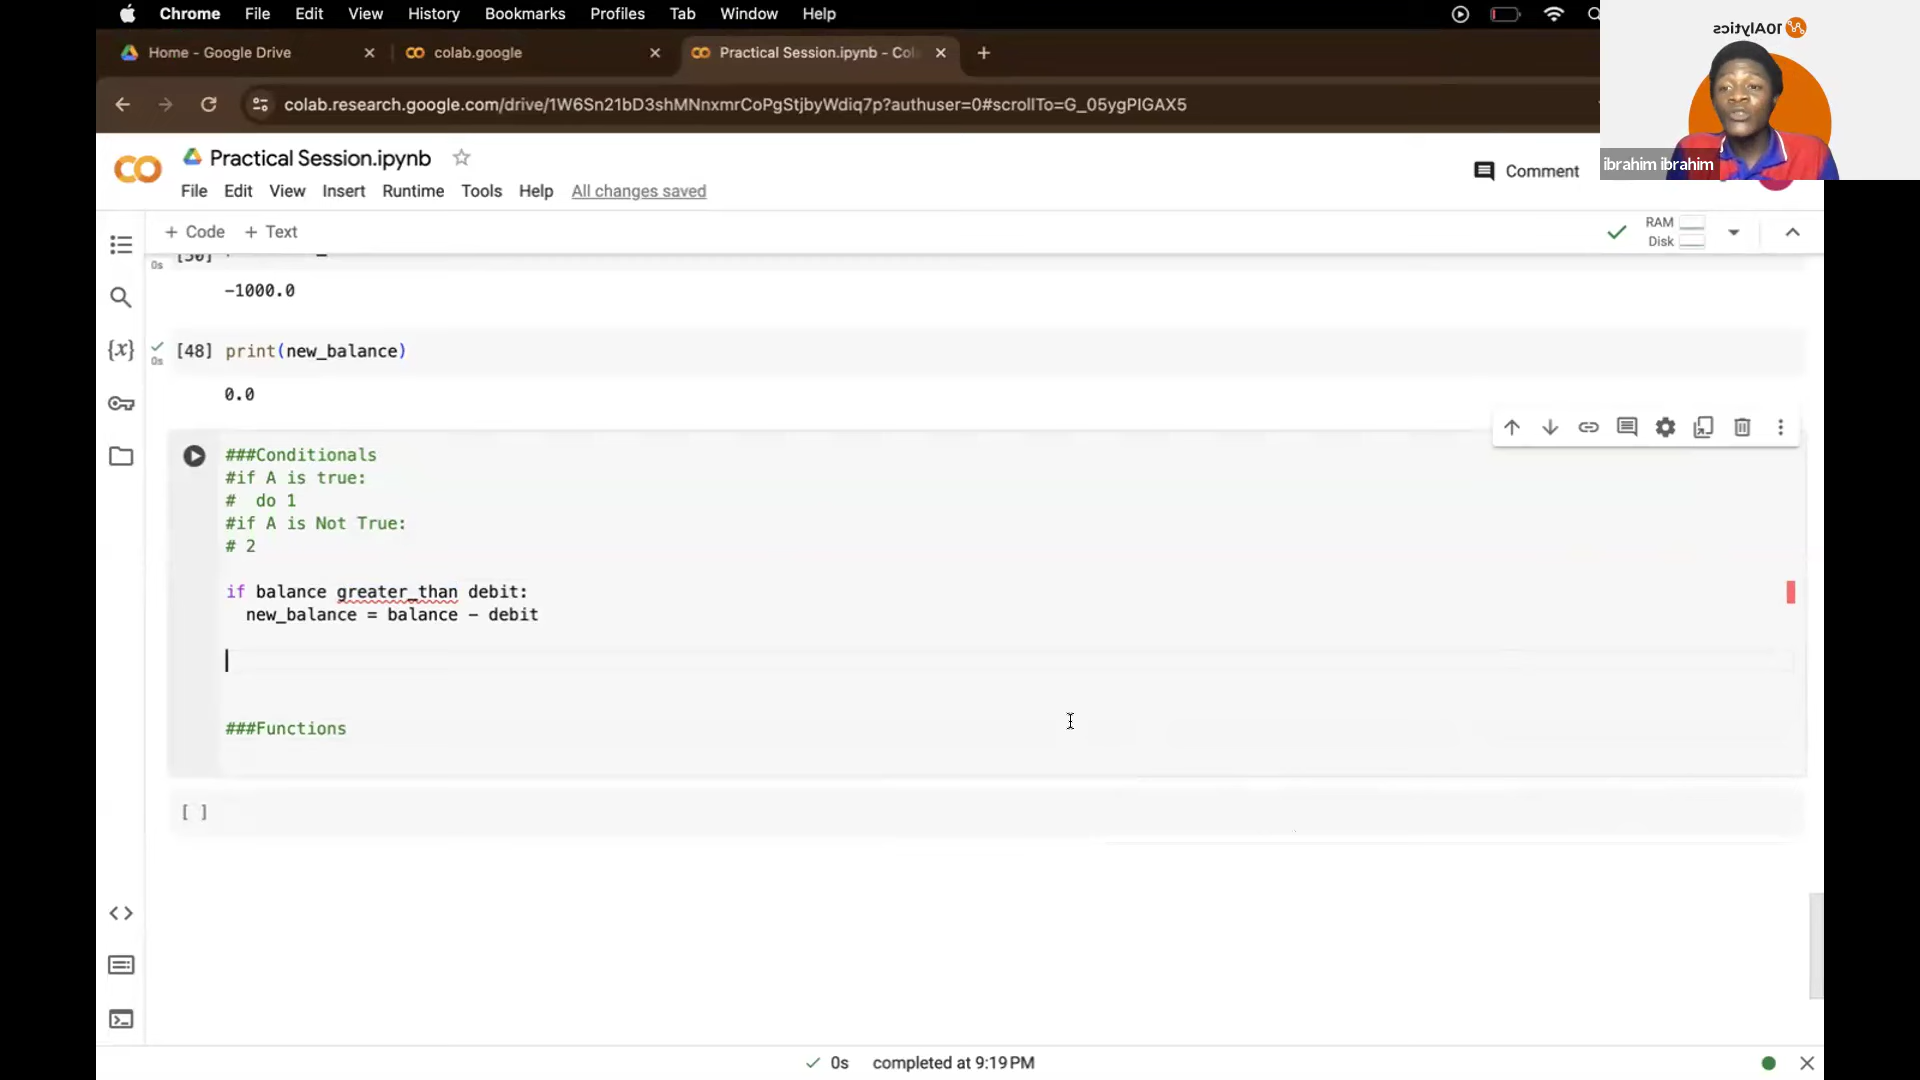 Chrome File Edit View History Bookmarks Profiles Tab Window Help
Home - Google Drive colab.google Practical Session.ipynb - Col
colab.research.google.com/drive/1W6Sn21bD3shMNnxmrCoPgStjbyWdiq7p?authuser=0#scrollTo=G_05ygPIGAX5
10Alytics
ibrahim ibrahim
Practical Session.ipynb
Comment
File Edit View Insert Runtime Tools Help All changes saved
+ Code + Text
RAM
Disk
0s [50]
-1000.0
0s [48] print(new_balance)
0.0
###Conditionals
#if A is true:
# do 1
#if A is Not True:
# 2
if balance greater_than debit:
new_balance = balance - debit
###Functions
[ ]
0s completed at 9:19 PM